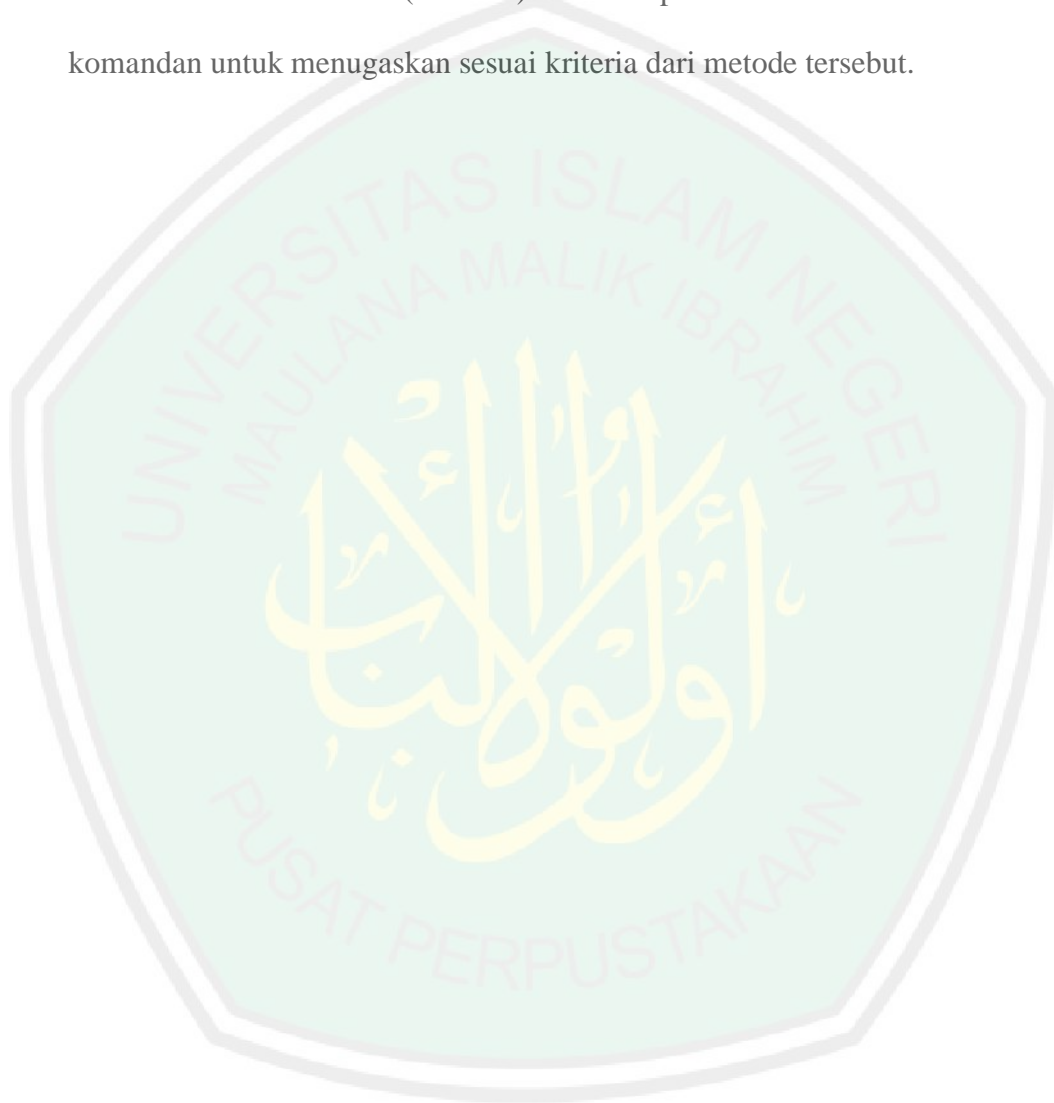 komandan untuk menugaskan sesuai kriteria dari metode tersebut.
UNIVERSITAS ISLAM NEGERI
MAULANA MALIK IBRAHIM
أولو الألباب
PUSAT PERPUSTAKAAN